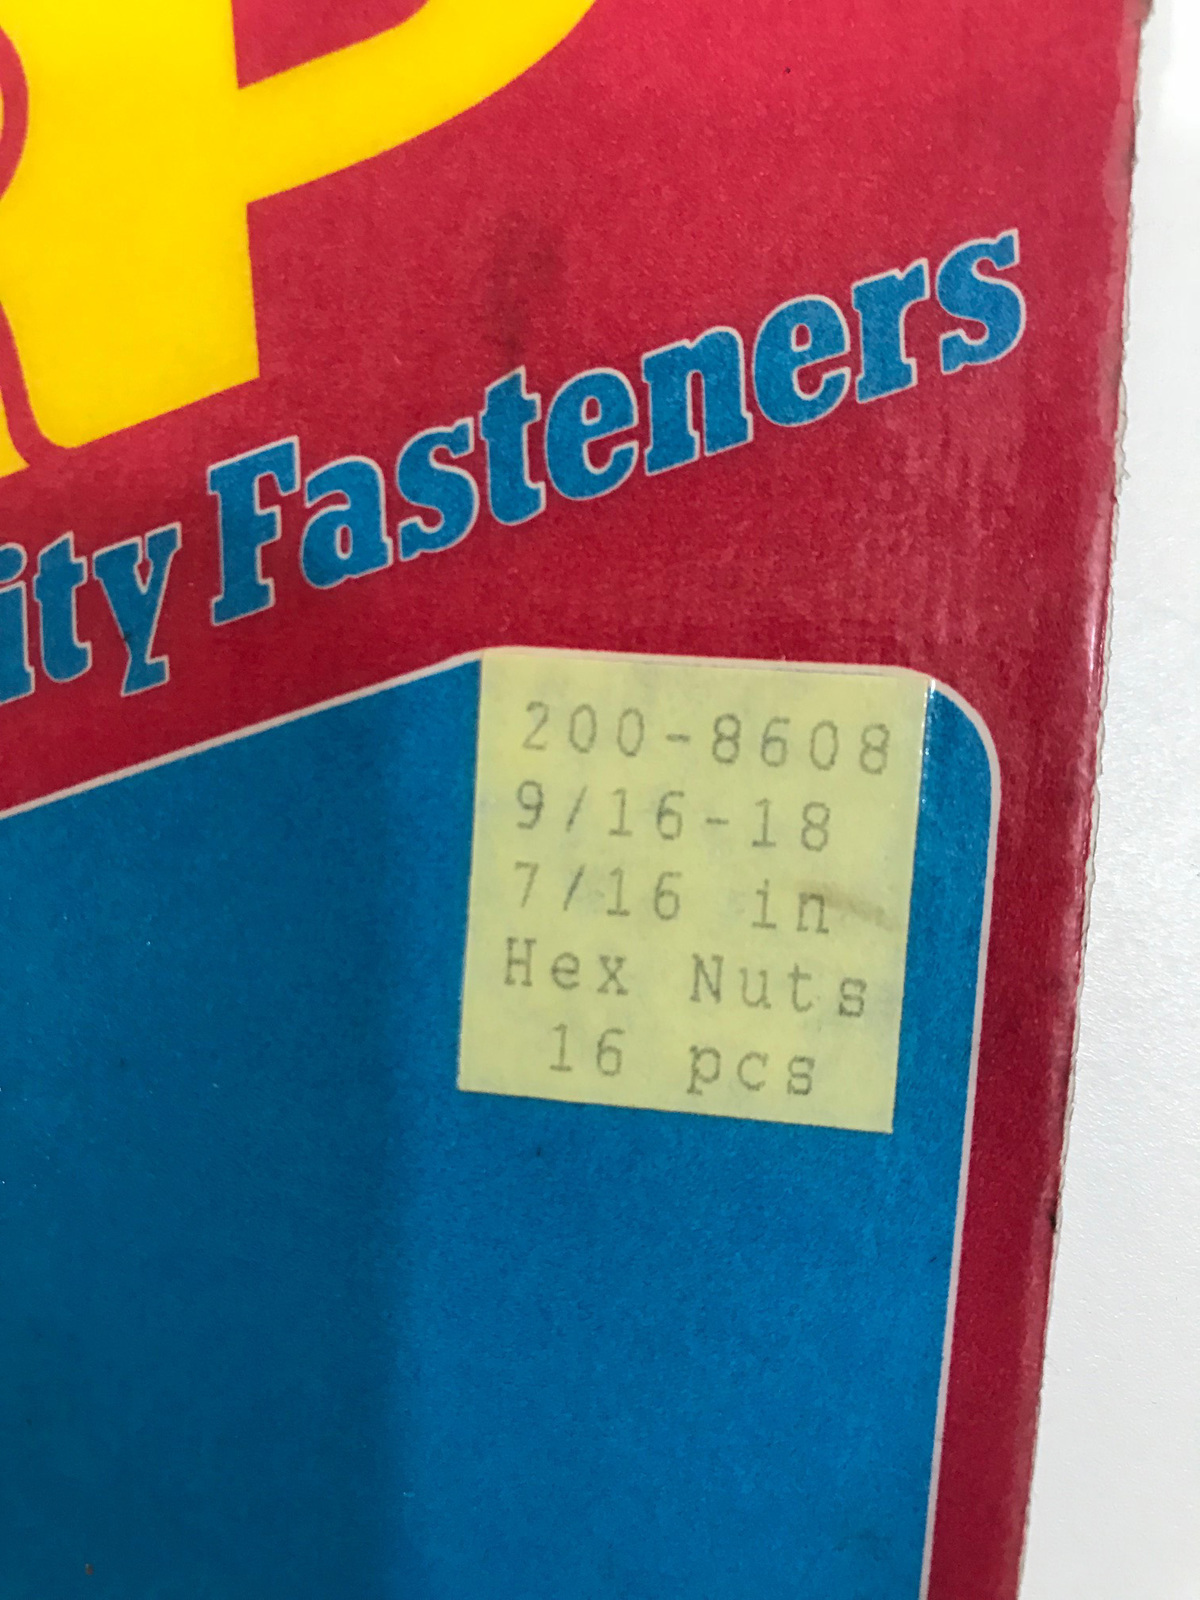 Fasteners
200-8608
9/16-18
7/16 in
Hex Nuts
16 pcs